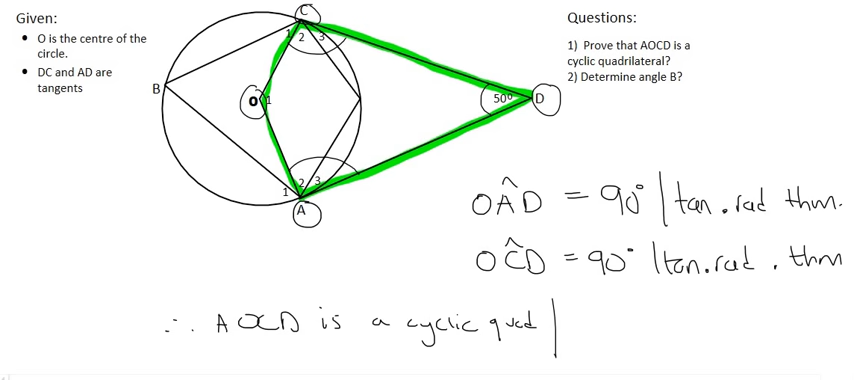 Given:
• O is the centre of the
circle.
• DC and AD are
tangents
Questions:
1) Prove that AOCD is a
cyclic quadrilateral?
2) Determine angle B?
C
1 2 3
B
O 1
50° D
1 2 3
A
OÂD = 90° | tan. rad thm.
OĈD = 90° | tan. rad. thm
∴ AOCD is a cyclic quad |